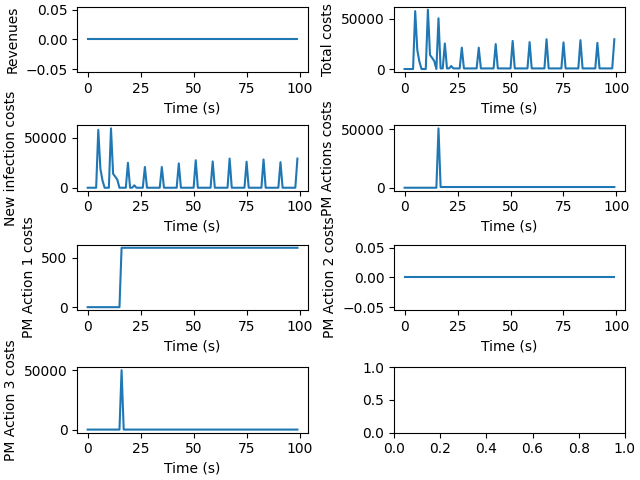 Revenues
0.05
0.00
−0.05
0 25 50 75 100
Time (s)
Total costs
50000
0
0 25 50 75 100
Time (s)
New infection costs
50000
0
0 25 50 75 100
Time (s)
PM Actions costs
50000
0
0 25 50 75 100
Time (s)
PM Action 1 costs
500
0
0 25 50 75 100
Time (s)
PM Action 2 costs
0.05
0.00
−0.05
0 25 50 75 100
Time (s)
PM Action 3 costs
50000
0
0 25 50 75 100
Time (s)
1.0
0.5
0.0
0.0 0.2 0.4 0.6 0.8 1.0